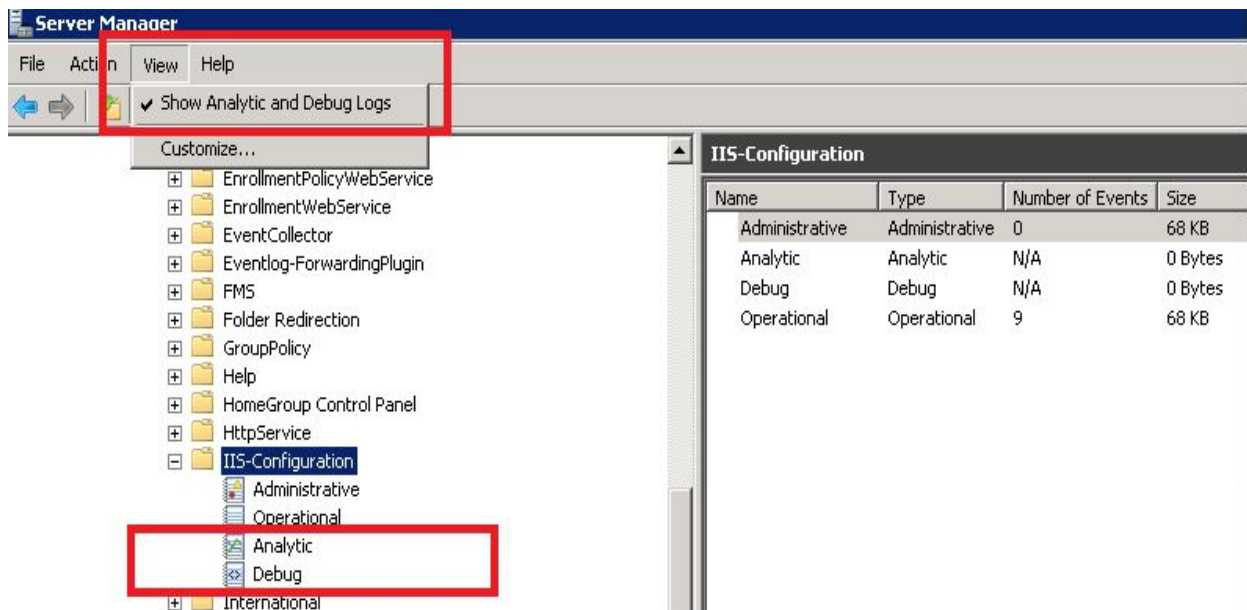 Server Manager
File Action View Help
Show Analytic and Debug Logs
Customize...
EnrollmentPolicyWebService
EnrollmentWebService
EventCollector
Eventlog-ForwardingPlugin
FMS
Folder Redirection
GroupPolicy
Help
HomeGroup Control Panel
HttpService
IIS-Configuration
Administrative
Operational
Analytic
Debug
International
IIS-Configuration
Name Type Number of Events Size
Administrative Administrative 0 68 KB
Analytic Analytic N/A 0 Bytes
Debug Debug N/A 0 Bytes
Operational Operational 9 68 KB